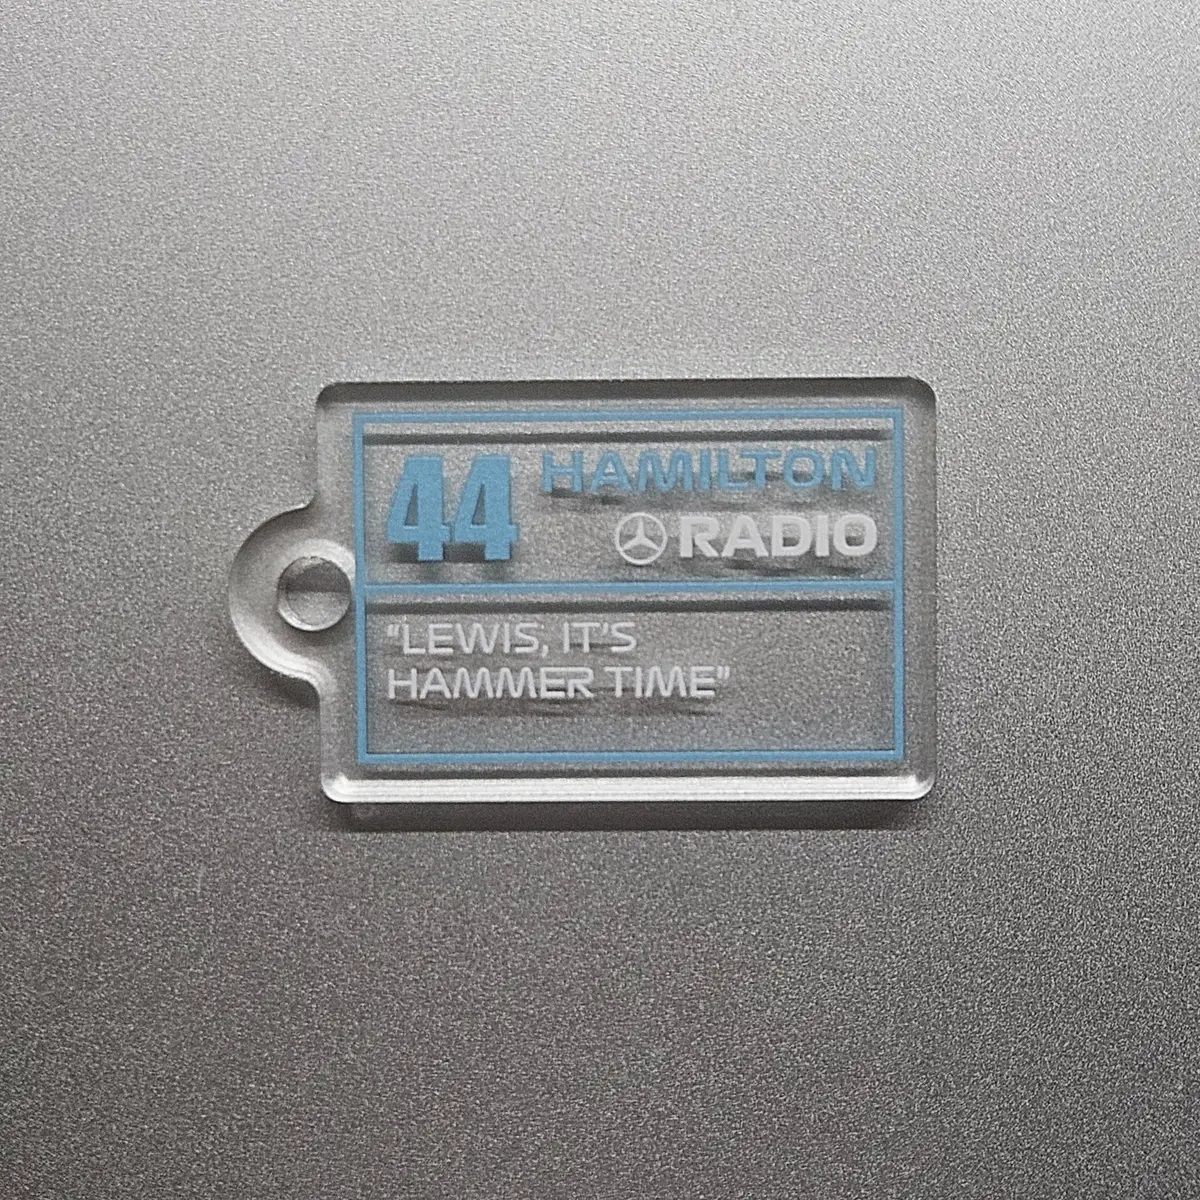 44 HAMILTON
RADIO
"LEWIS, IT'S
HAMMER TIME"